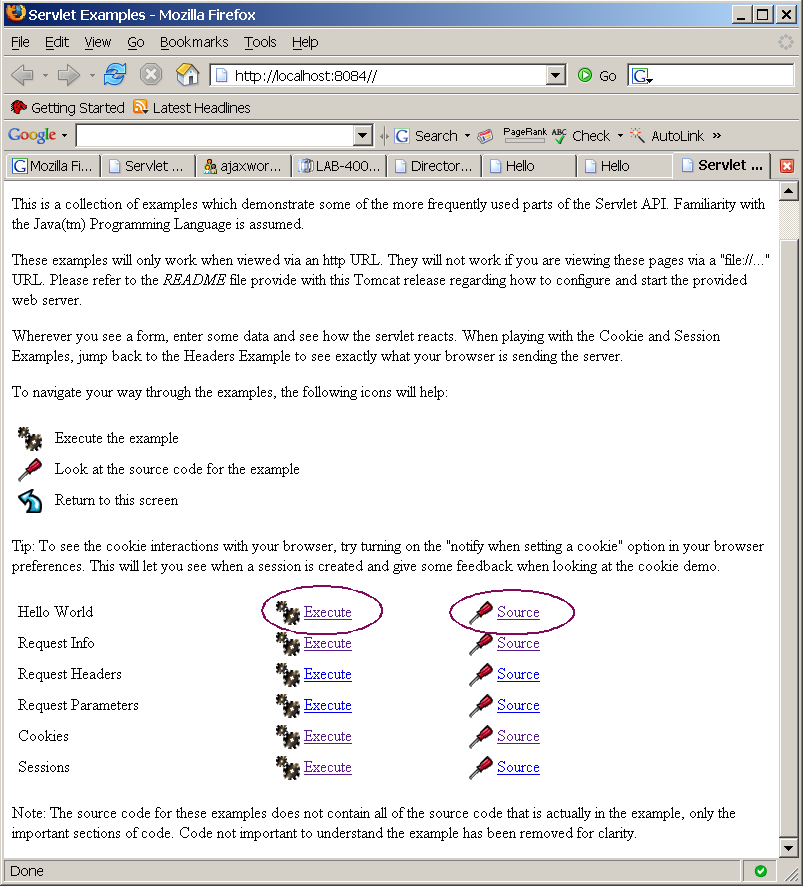 Servlet Examples - Mozilla Firefox
File Edit View Go Bookmarks Tools Help
http://localhost:8084// Go G
Getting Started Latest Headlines
Google G Search PageRank ABC Check AutoLink »
G Mozilla Fi... Servlet ... ajaxwor... LAB-400... Director... Hello Hello Servlet ...
This is a collection of examples which demonstrate some of the more frequently used parts of the Servlet API. Familiarity with
the Java(tm) Programming Language is assumed.
These examples will only work when viewed via an http URL. They will not work if you are viewing these pages via a "file://..."
URL. Please refer to the README file provide with this Tomcat release regarding how to configure and start the provided
web server.
Wherever you see a form, enter some data and see how the servlet reacts. When playing with the Cookie and Session
Examples, jump back to the Headers Example to see exactly what your browser is sending the server.
To navigate your way through the examples, the following icons will help:
Execute the example
Look at the source code for the example
Return to this screen
Tip: To see the cookie interactions with your browser, try turning on the "notify when setting a cookie" option in your browser
preferences. This will let you see when a session is created and give some feedback when looking at the cookie demo.
Hello World Execute Source
Request Info Execute Source
Request Headers Execute Source
Request Parameters Execute Source
Cookies Execute Source
Sessions Execute Source
Note: The source code for these examples does not contain all of the source code that is actually in the example, only the
important sections of code. Code not important to understand the example has been removed for clarity.
Done